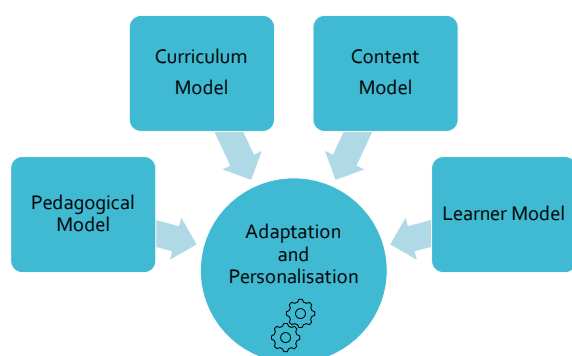 Curriculum
Model
Content
Model
Pedagogical
Model
Adaptation
and
Personalisation
Learner Model